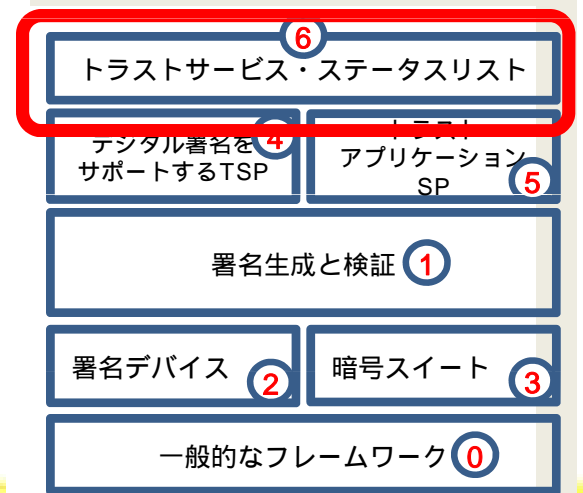 6
トラストサービス・ステータスリスト
デジタル署名を
サポートするTSP
4
トラスト
アプリケーション
SP
5
署名生成と検証
1
署名デバイス
2
暗号スイート
3
一般的なフレームワーク
0